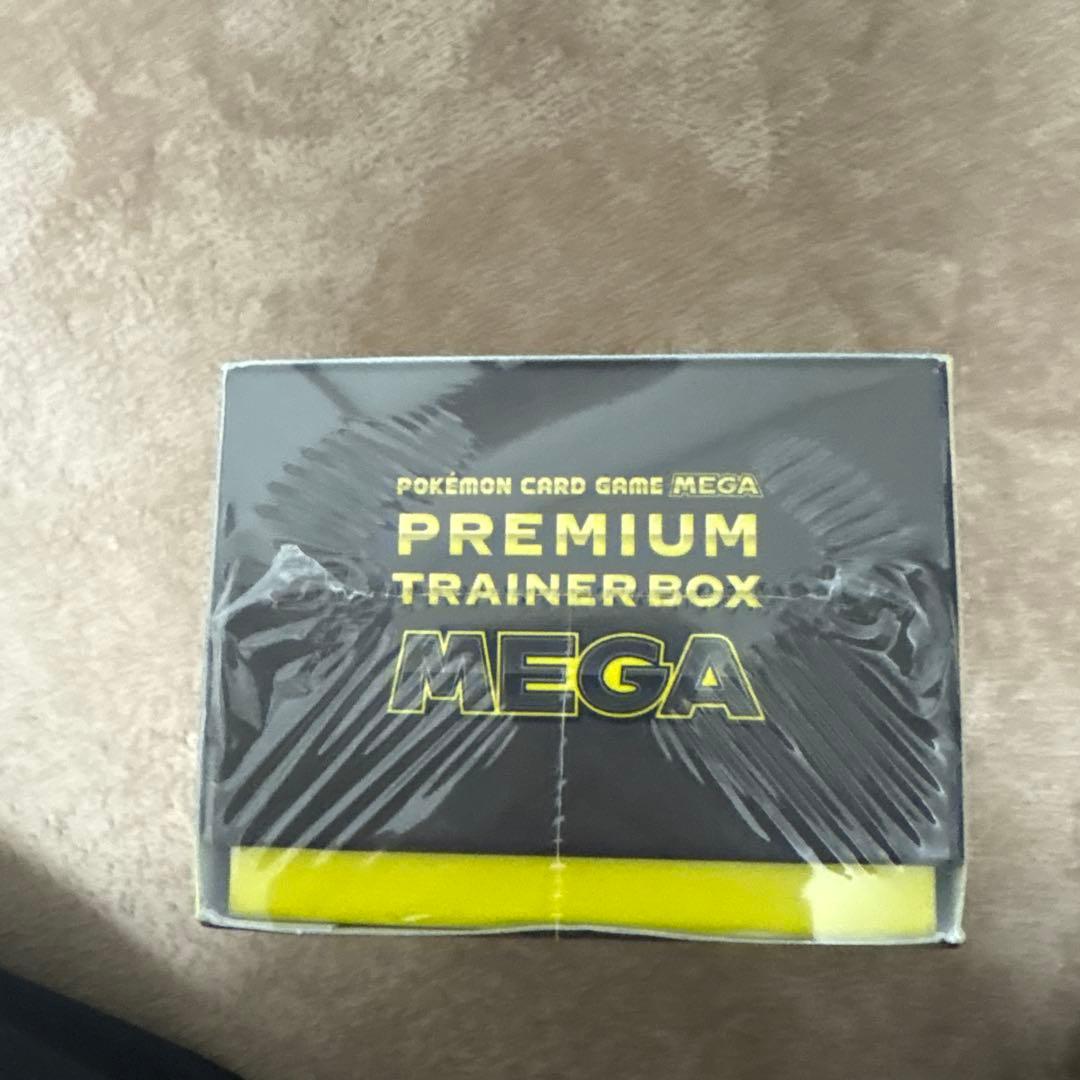 POKÉMON CARD GAME MEGA
PREMIUM
TRAINER BOX
MEGA